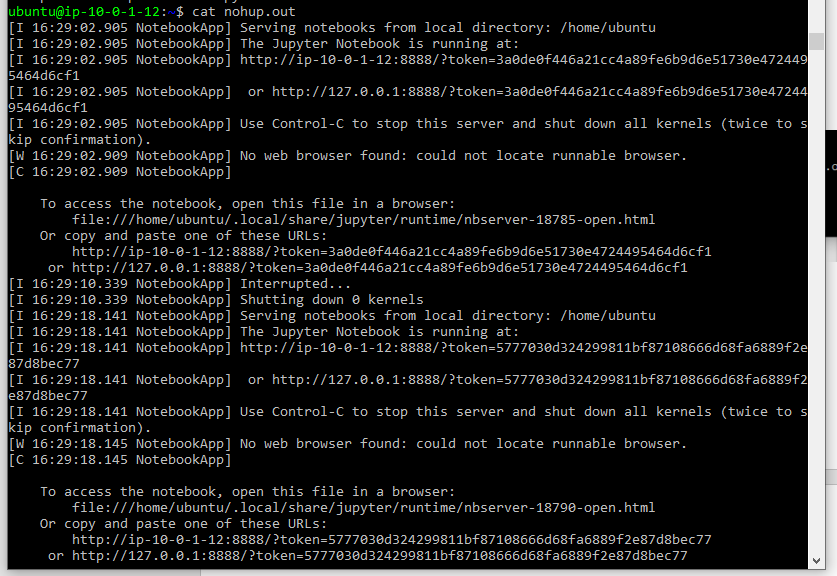 ubuntu@ip-10-0-1-12:~$ cat nohup.out
[I 16:29:02.905 NotebookApp] Serving notebooks from local directory: /home/ubuntu
[I 16:29:02.905 NotebookApp] The Jupyter Notebook is running at:
[I 16:29:02.905 NotebookApp] http://ip-10-0-1-12:8888/?token=3a0de0f446a21cc4a89fe6b9d6e51730e472449
5464d6cf1
[I 16:29:02.905 NotebookApp]  or http://127.0.0.1:8888/?token=3a0de0f446a21cc4a89fe6b9d6e51730e47244
95464d6cf1
[I 16:29:02.905 NotebookApp] Use Control-C to stop this server and shut down all kernels (twice to s
kip confirmation).
[W 16:29:02.909 NotebookApp] No web browser found: could not locate runnable browser.
[C 16:29:02.909 NotebookApp]
    To access the notebook, open this file in a browser:
        file:///home/ubuntu/.local/share/jupyter/runtime/nbserver-18785-open.html
    Or copy and paste one of these URLs:
        http://ip-10-0-1-12:8888/?token=3a0de0f446a21cc4a89fe6b9d6e51730e4724495464d6cf1
     or http://127.0.0.1:8888/?token=3a0de0f446a21cc4a89fe6b9d6e51730e4724495464d6cf1
[I 16:29:10.339 NotebookApp] Interrupted...
[I 16:29:10.339 NotebookApp] Shutting down 0 kernels
[I 16:29:18.141 NotebookApp] Serving notebooks from local directory: /home/ubuntu
[I 16:29:18.141 NotebookApp] The Jupyter Notebook is running at:
[I 16:29:18.141 NotebookApp] http://ip-10-0-1-12:8888/?token=5777030d324299811bf87108666d68fa6889f2e
87d8bec77
[I 16:29:18.141 NotebookApp]  or http://127.0.0.1:8888/?token=5777030d324299811bf87108666d68fa6889f2
e87d8bec77
[I 16:29:18.141 NotebookApp] Use Control-C to stop this server and shut down all kernels (twice to s
kip confirmation).
[W 16:29:18.145 NotebookApp] No web browser found: could not locate runnable browser.
[C 16:29:18.145 NotebookApp]
    To access the notebook, open this file in a browser:
        file:///home/ubuntu/.local/share/jupyter/runtime/nbserver-18790-open.html
    Or copy and paste one of these URLs:
        http://ip-10-0-1-12:8888/?token=5777030d324299811bf87108666d68fa6889f2e87d8bec77
     or http://127.0.0.1:8888/?token=5777030d324299811bf87108666d68fa6889f2e87d8bec77